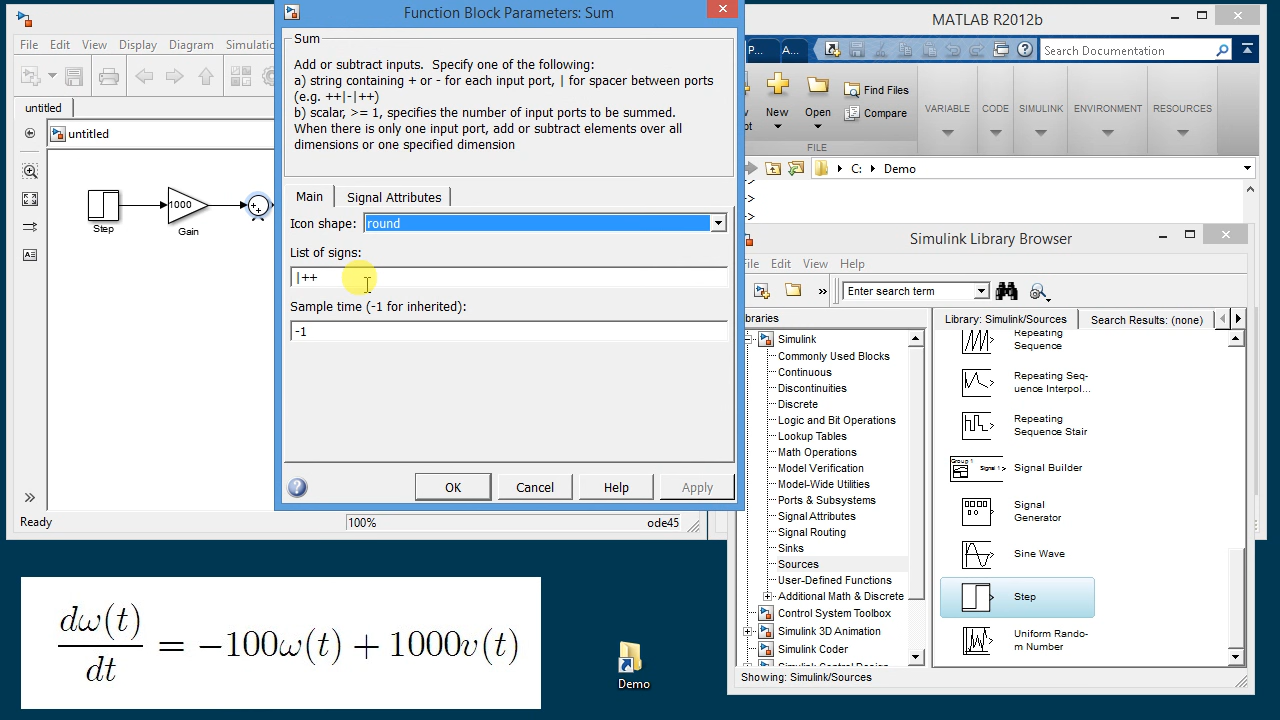 Function Block Parameters: Sum
Sum
Add or subtract inputs.  Specify one of the following:
a) string containing + or - for each input port, | for spacer between ports
(e.g. ++|-|++)
b) scalar, >= 1, specifies the number of input ports to be summed.
When there is only one input port, add or subtract elements over all
dimensions or one specified dimension
Main
Signal Attributes
Icon shape:
round
List of signs:
|++
Sample time (-1 for inherited):
-1
OK
Cancel
Help
Apply
File Edit View Display Diagram Simulatio
untitled
untitled
Step
1000
Gain
Ready
100%
ode45
MATLAB R2012b
P...
A...
Search Documentation
New
Open
Find Files
Compare
VARIABLE
CODE
SIMULINK
ENVIRONMENT
RESOURCES
FILE
C:
Demo
Simulink Library Browser
ile Edit View Help
Enter search term
braries
Library: Simulink/Sources
Search Results: (none)
Simulink
Commonly Used Blocks
Continuous
Discontinuities
Discrete
Logic and Bit Operations
Lookup Tables
Math Operations
Model Verification
Model-Wide Utilities
Ports & Subsystems
Signal Attributes
Signal Routing
Sinks
Sources
User-Defined Functions
Additional Math & Discrete
Control System Toolbox
Simulink 3D Animation
Simulink Coder
Simulink Control Design
Repeating
Sequence
Repeating Seq-
uence Interpol...
Repeating
Sequence Stair
Group 1
Signal 1
Signal Builder
Signal
Generator
Sine Wave
Step
Uniform Rando-
m Number
Showing: Simulink/Sources
dω(t)
dt
= −100ω(t) + 1000v(t)
Demo